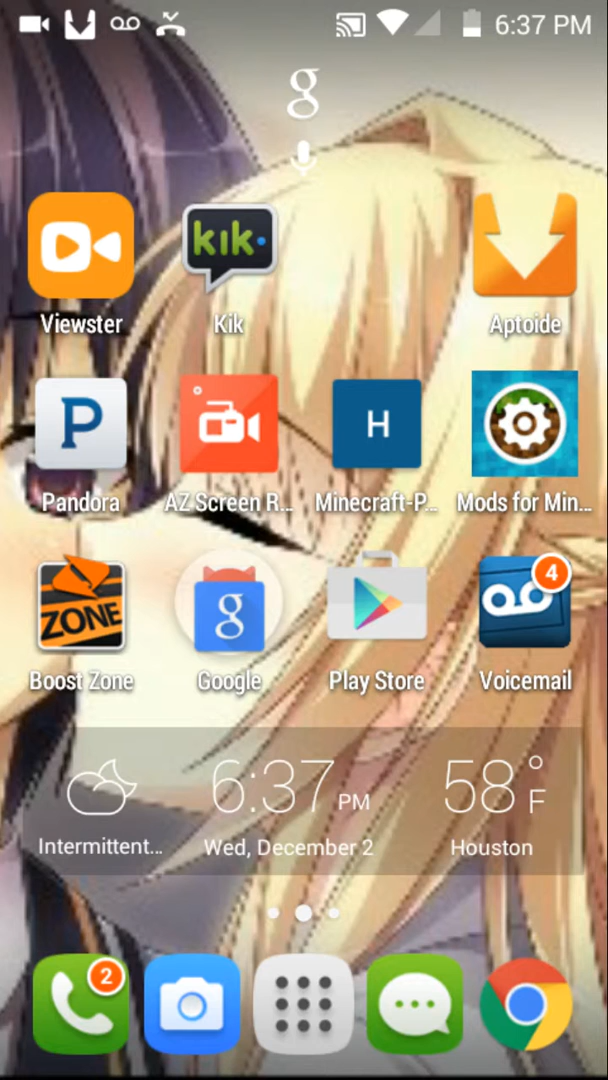 6:37 PM
g
Viewster
kik·
Kik
Aptoide
P
Pandora
AZ Screen R...
H
Minecraft-P...
Mods for Min...
ZONE
Boost Zone
g
Google
Play Store
4
Voicemail
6:37 PM
58°F
Intermittent...
Wed, December 2
Houston
2